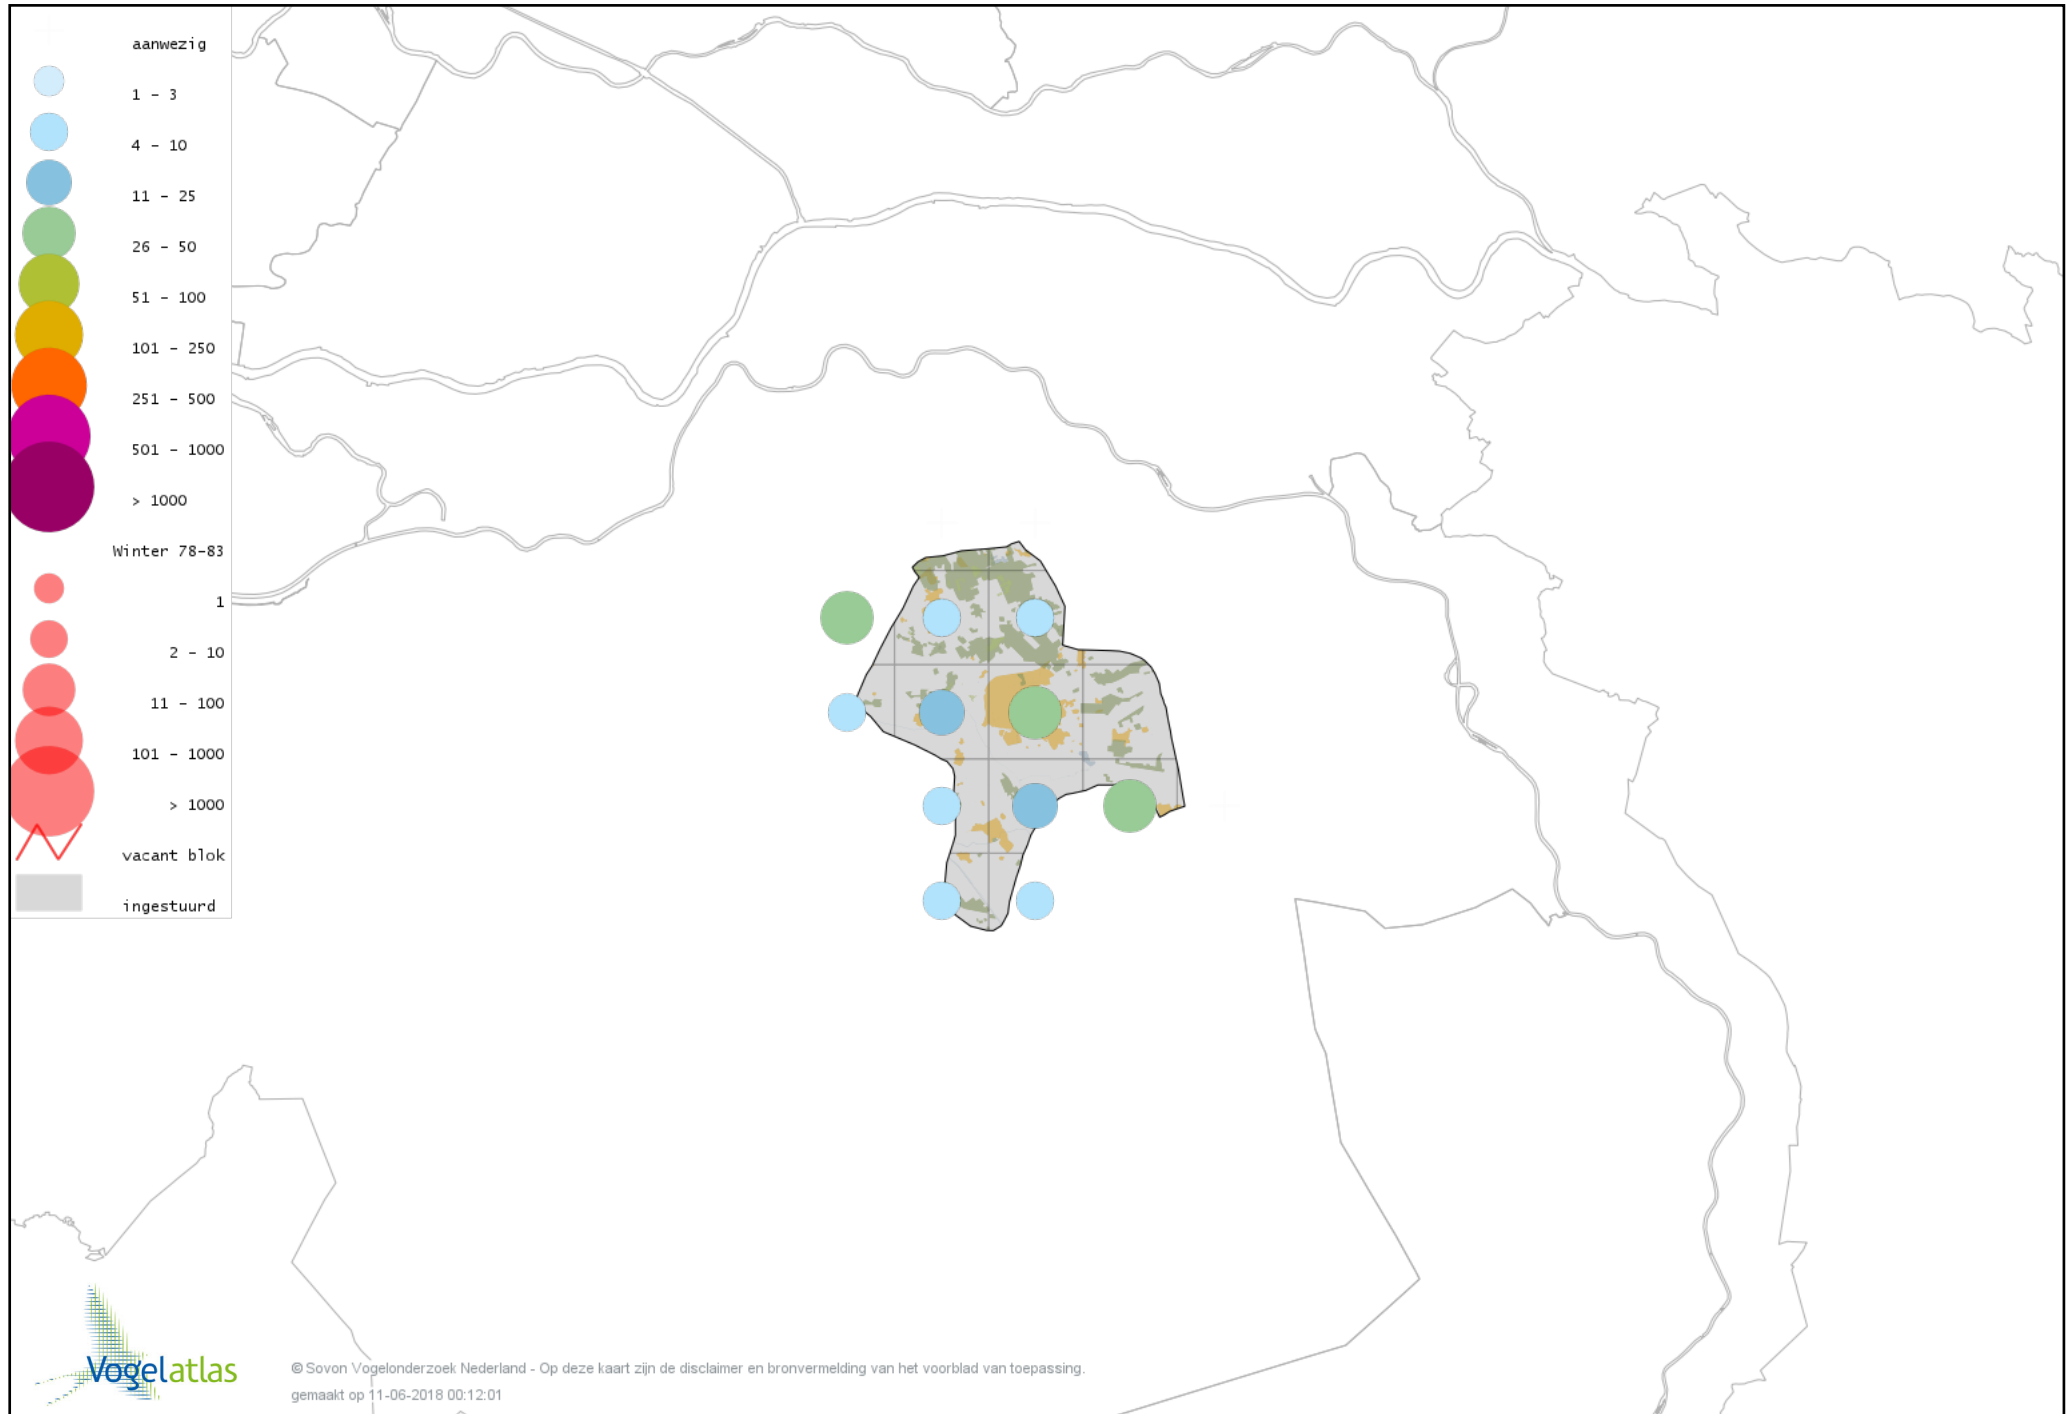 aanwezig
1 - 3
4 - 10
11 - 25
26 - 50
51 - 100
101 - 250
251 - 500
501 - 1000
> 1000
Winter 78-83
1
2 - 10
11 - 100
101 - 1000
> 1000
vacant blok
ingestuurd
Vogelatlas
© Sovon Vogelonderzoek Nederland - Op deze kaart zijn de disclaimer en bronvermelding van het voorblad van toepassing.
gemaakt op 11-06-2018 00:12:01